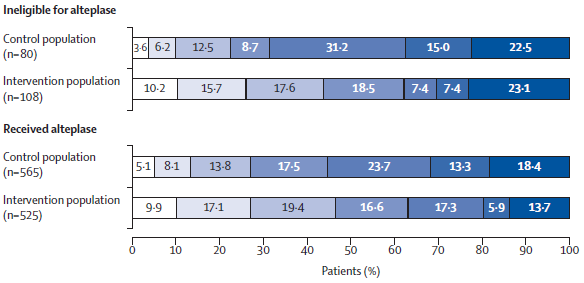 Ineligible for alteplase
Control population
(n=80)
3·6 6·2 12·5 8·7 31·2 15·0 22·5
Intervention population
(n=108)
10·2 15·7 17·6 18·5 7·4 7·4 23·1
Received alteplase
Control population
(n=565)
5·1 8·1 13·8 17·5 23·7 13·3 18·4
Intervention population
(n=525)
9·9 17·1 19·4 16·6 17·3 5·9 13·7
0 10 20 30 40 50 60 70 80 90 100
Patients (%)